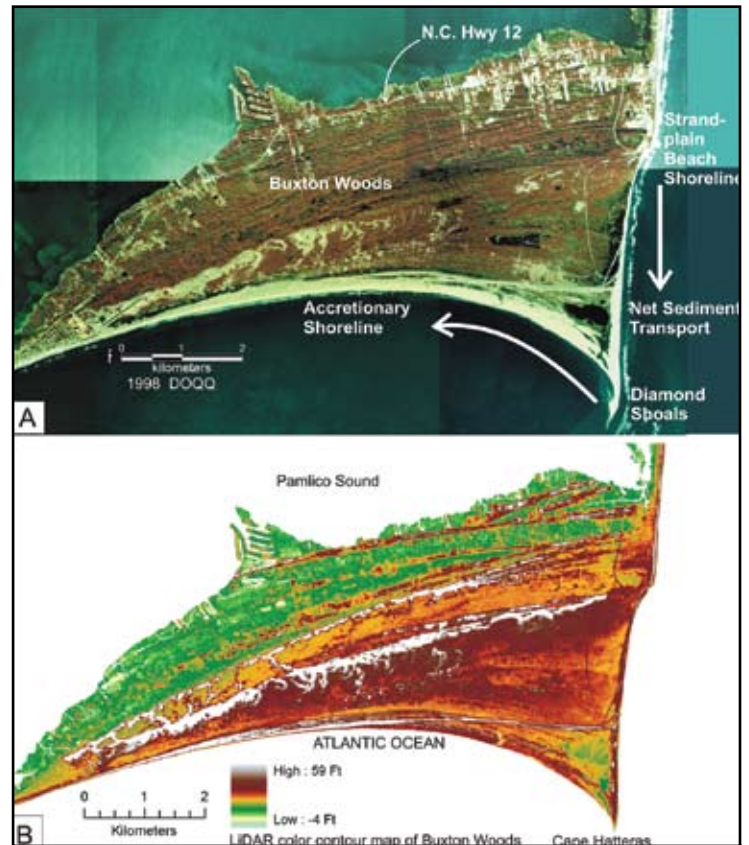 N.C. Hwy 12
Strand-
plain
Beach
Shoreline
Buxton Woods
Accretionary
Shoreline
Net Sediment
Transport
0 1 2
kilometers
1998 DOQQ
Diamond
Shoals
A
Pamlico Sound
ATLANTIC OCEAN
High : 59 Ft
0 1 2
Kilometers
Low : -4 Ft
B
LiDAR color contour map of Buxton Woods
Cape Hatteras